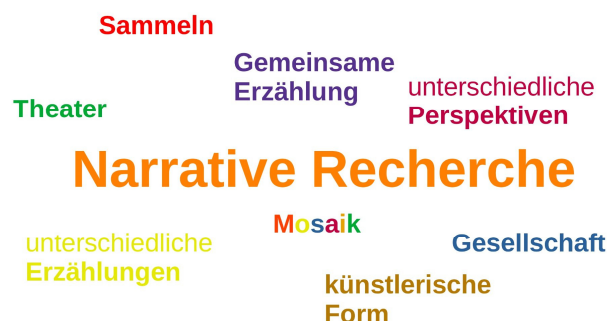 Sammeln
Gemeinsame
Erzählung
unterschiedliche
Perspektiven
Theater
Narrative Recherche
Mosaik
unterschiedliche
Erzählungen
Gesellschaft
künstlerische
Form